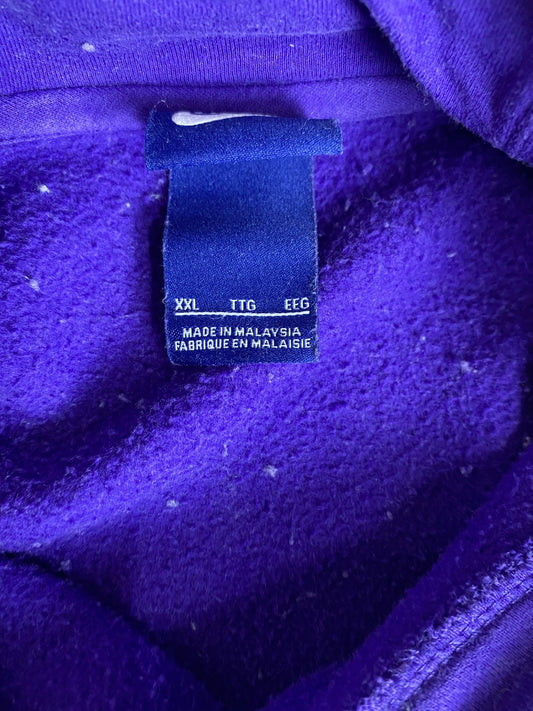 XXL TTG EEG
MADE IN MALAYSIA
FABRIQUE EN MALAISIE